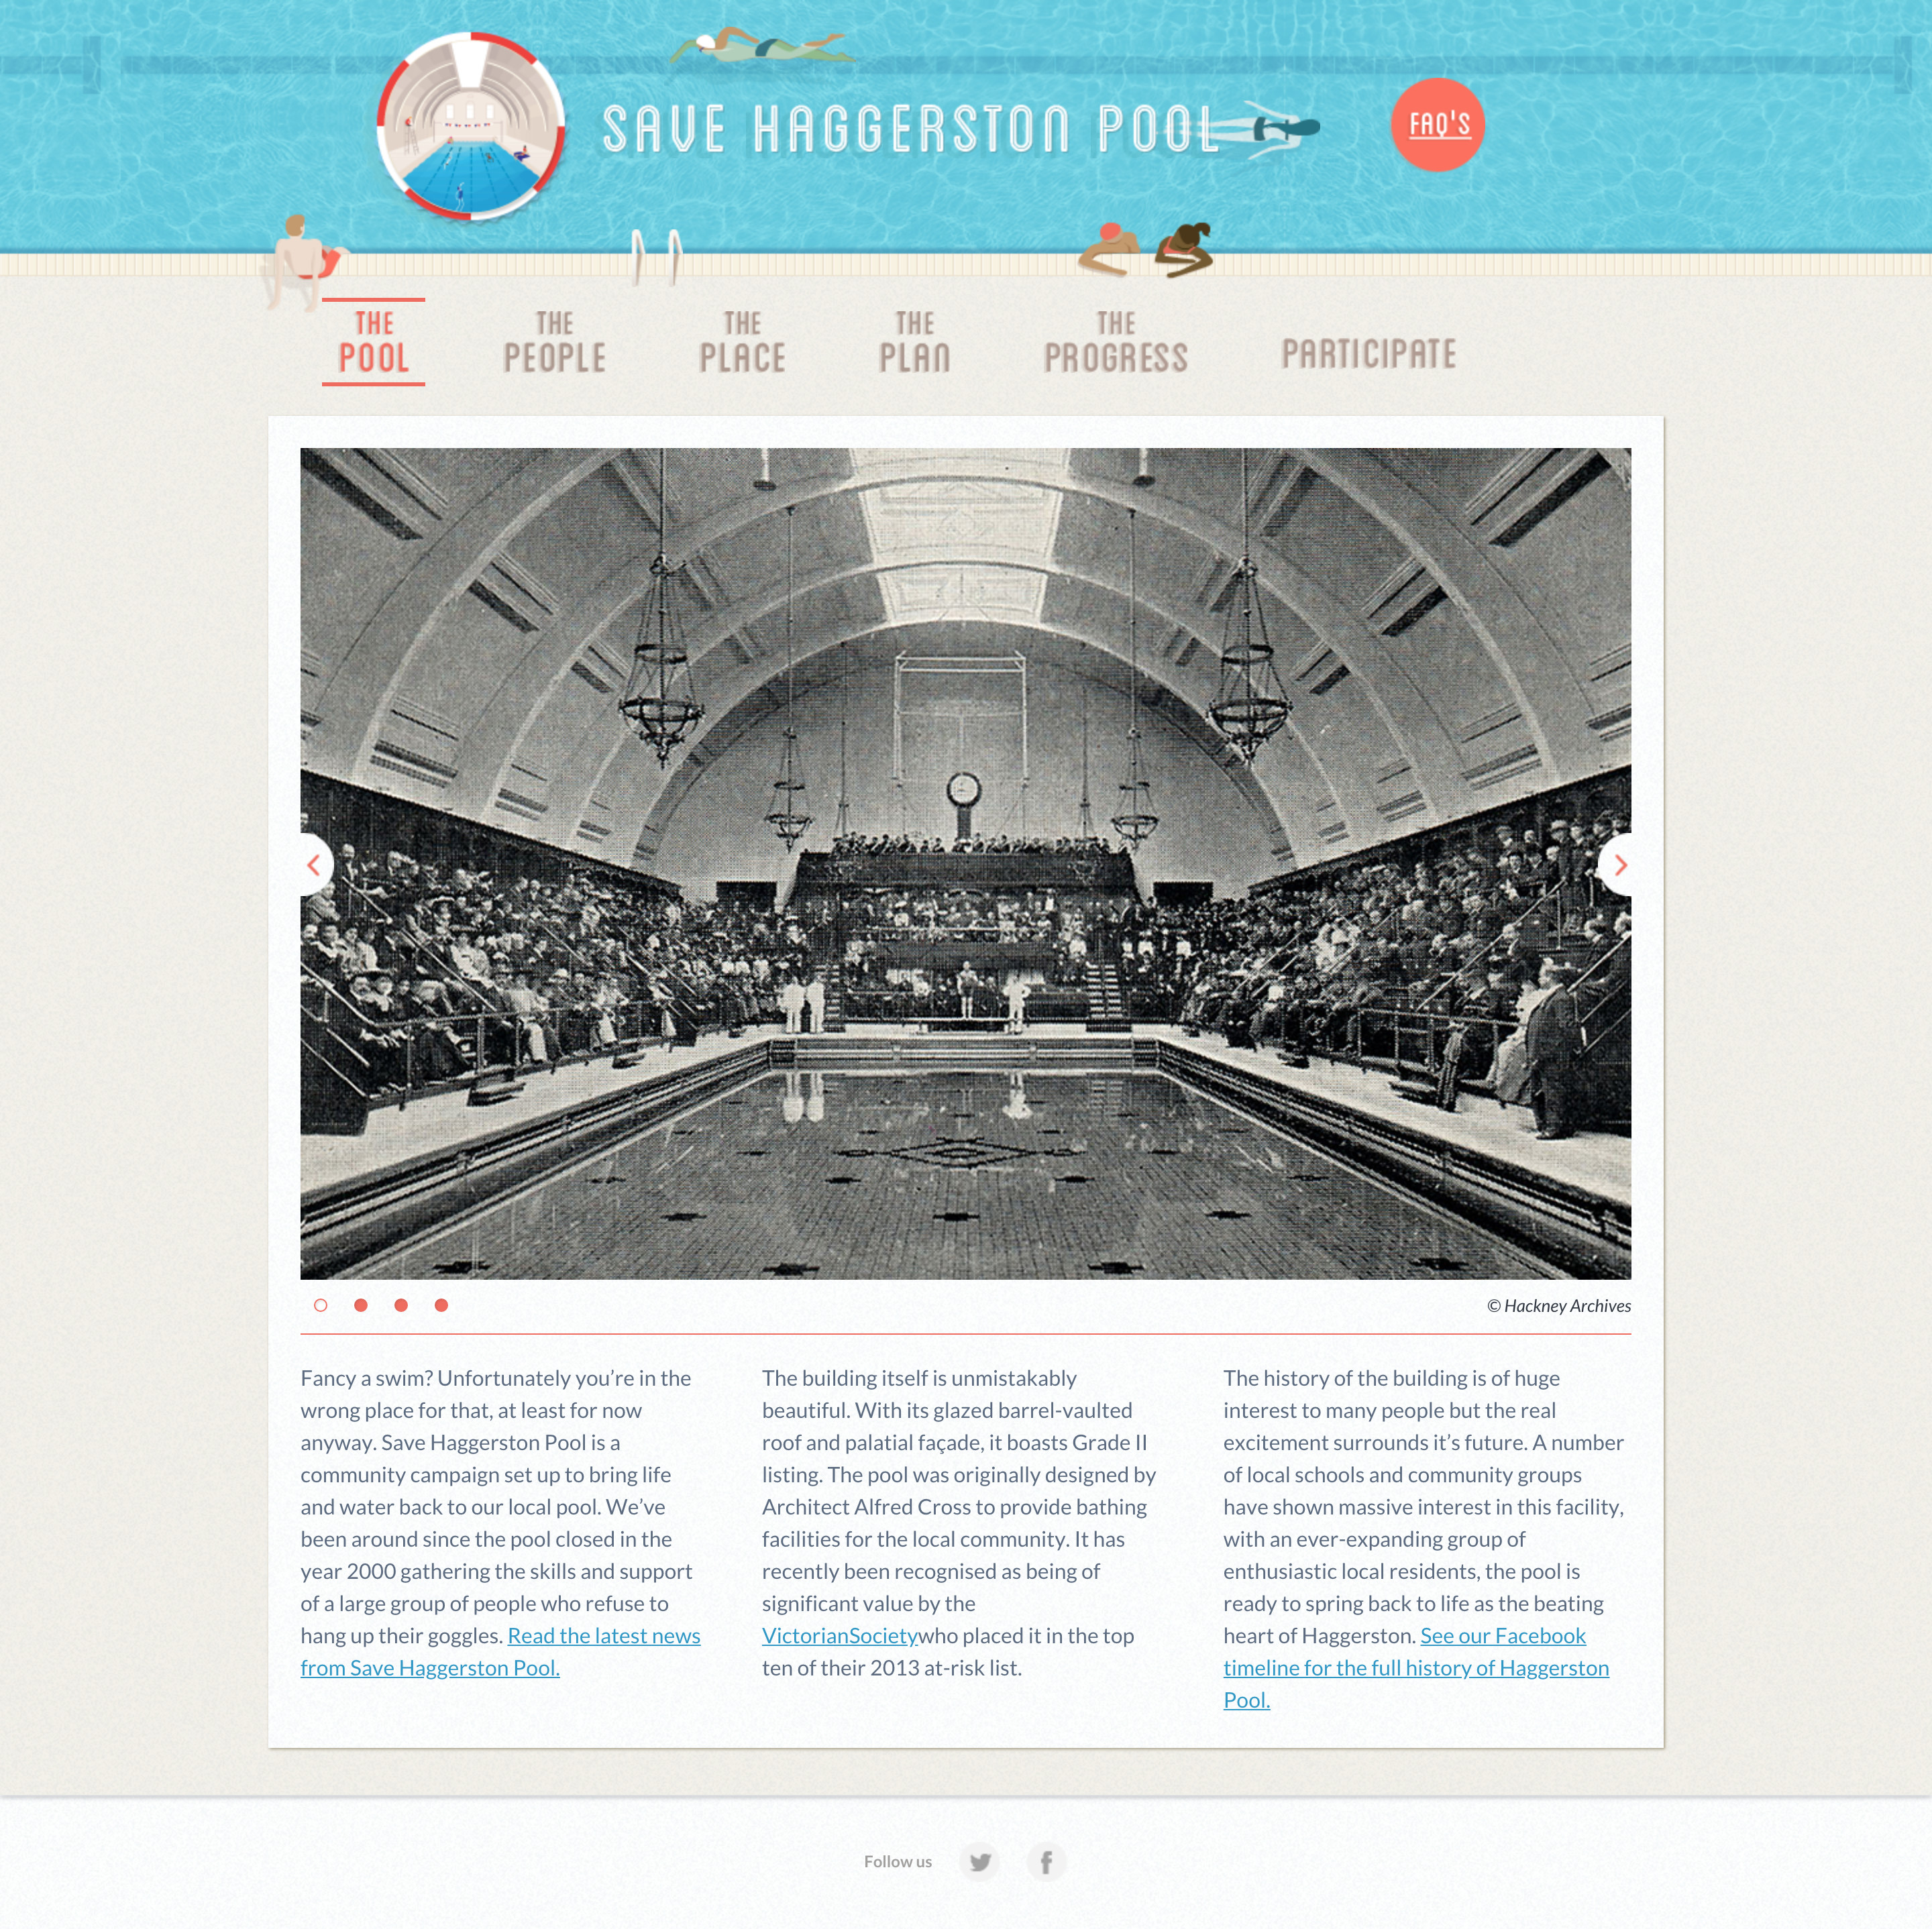 SAVE HAGGERSTON POOL
FAQ'S
THE
POOL
THE
PEOPLE
THE
PLACE
THE
PLAN
THE
PROGRESS
PARTICIPATE
© Hackney Archives
Fancy a swim? Unfortunately you’re in the
wrong place for that, at least for now
anyway. Save Haggerston Pool is a
community campaign set up to bring life
and water back to our local pool. We’ve
been around since the pool closed in the
year 2000 gathering the skills and support
of a large group of people who refuse to
hang up their goggles. Read the latest news
from Save Haggerston Pool.
The building itself is unmistakably
beautiful. With its glazed barrel-vaulted
roof and palatial façade, it boasts Grade II
listing. The pool was originally designed by
Architect Alfred Cross to provide bathing
facilities for the local community. It has
recently been recognised as being of
significant value by the
VictorianSocietywho placed it in the top
ten of their 2013 at-risk list.
The history of the building is of huge
interest to many people but the real
excitement surrounds it’s future. A number
of local schools and community groups
have shown massive interest in this facility,
with an ever-expanding group of
enthusiastic local residents, the pool is
ready to spring back to life as the beating
heart of Haggerston. See our Facebook
timeline for the full history of Haggerston
Pool.
Follow us